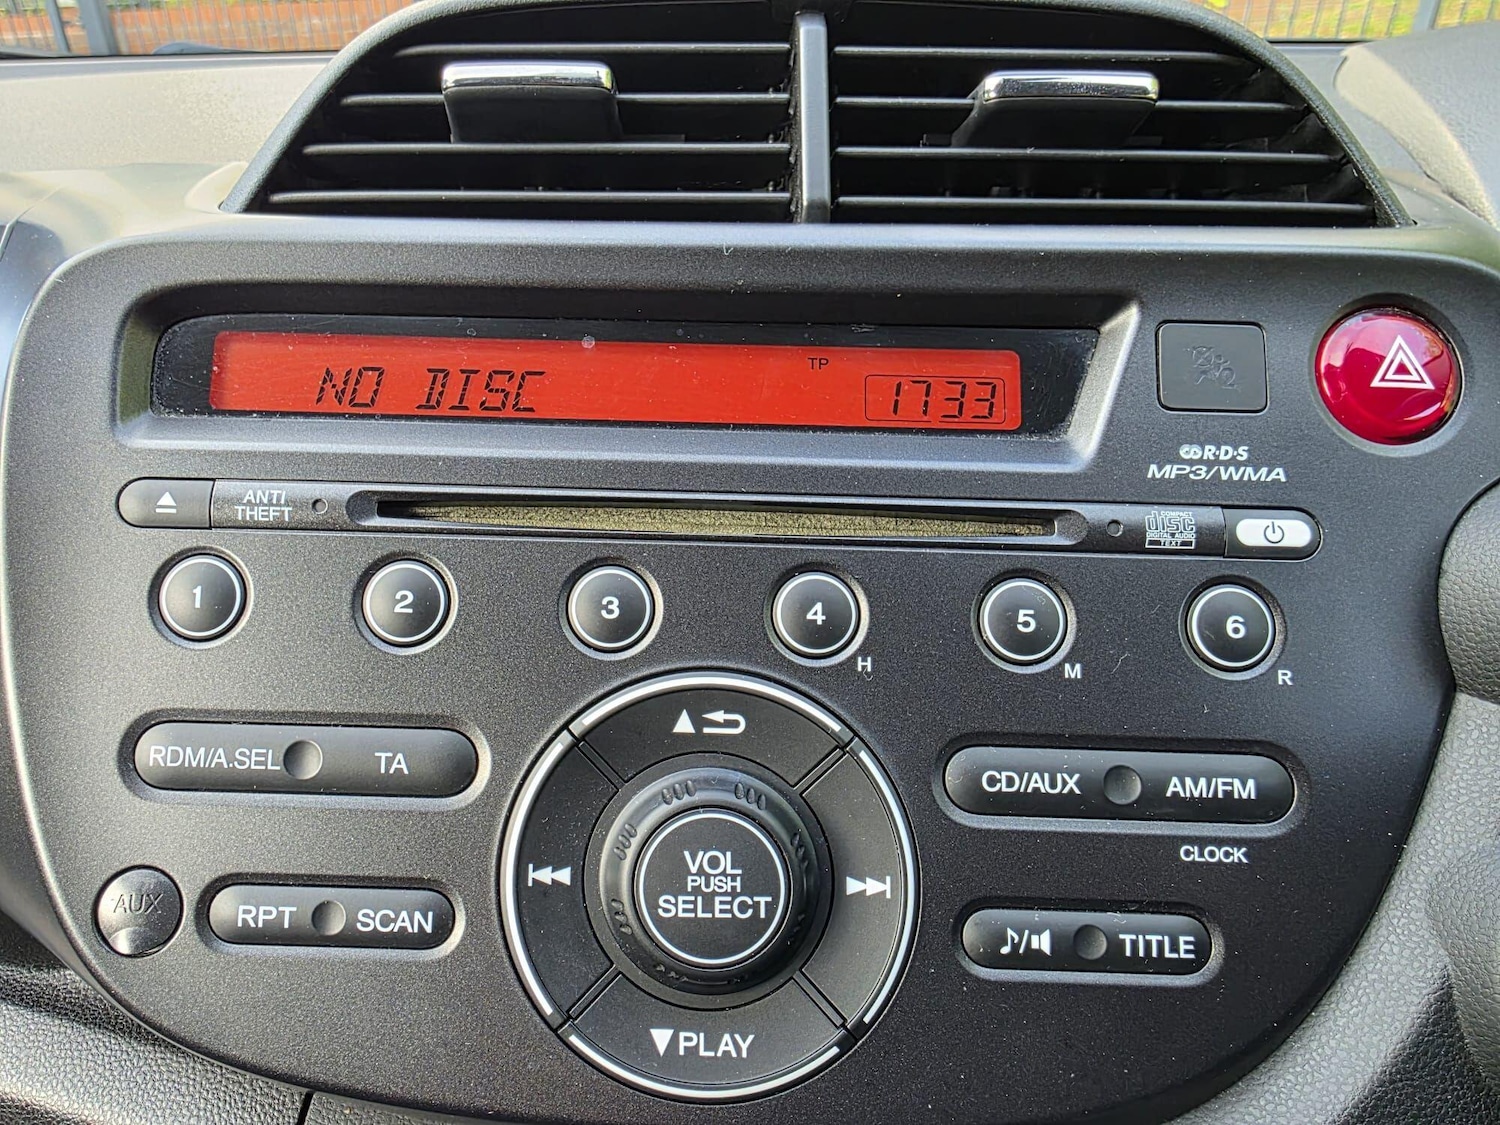 TP
NO DISC 1733
R·D·S
MP3/WMA
ANTI
THEFT
COMPACT
disc
DIGITAL AUDIO
TEXT
1 2 3 4 5 6
H M R
RDM/A.SEL TA
CD/AUX AM/FM
CLOCK
VOL
PUSH
SELECT
AUX
RPT SCAN
TITLE
PLAY